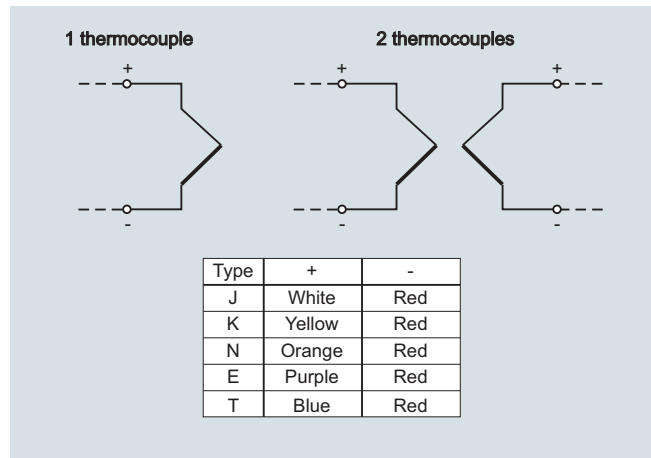 1 thermocouple 2 thermocouples
+ + +
- - -
Type + -
J White Red
K Yellow Red
N Orange Red
E Purple Red
T Blue Red